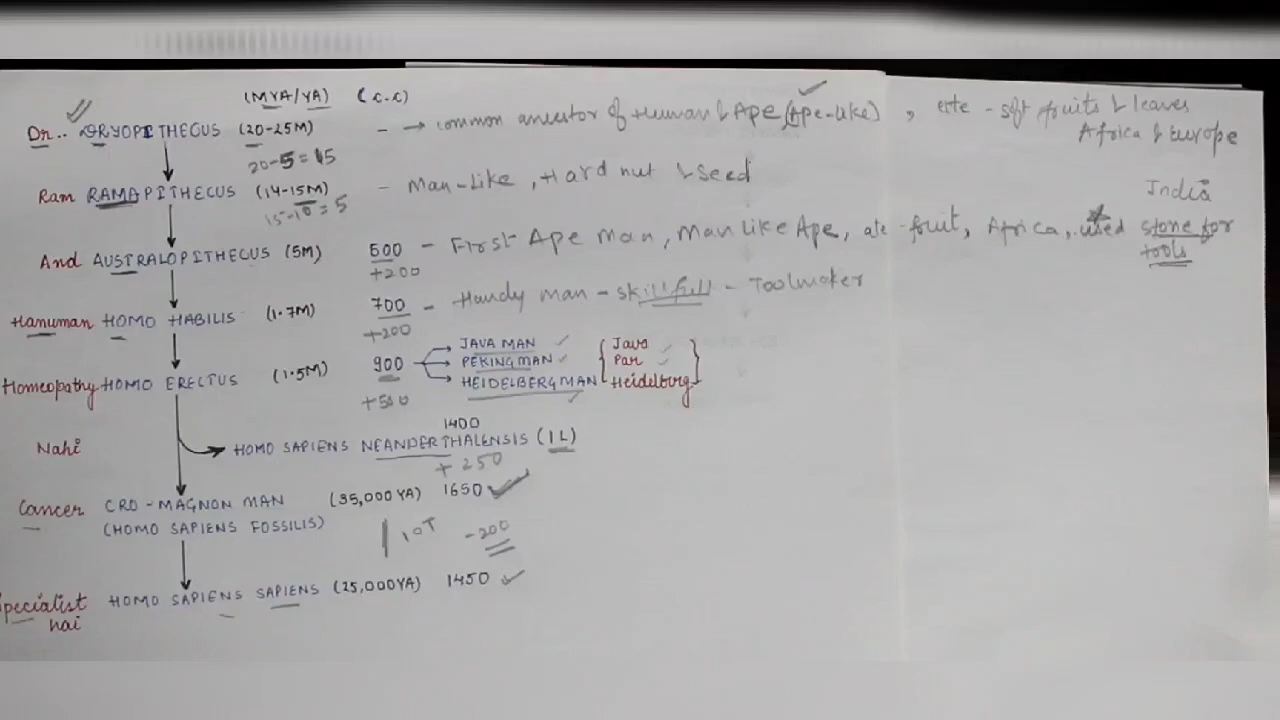 (MYA/YA) (C.C)
Dr.. DRYOPITHECUS (20-25M) - → common ancestor of Human & APE (Ape-like) , ate - soft fruits & leaves
Africa & Europe
20-5=15
Ram RAMAPITHECUS (14-15M) - Man-Like, Hard nut & Seed
India
15-10=5
And AUSTRALOPITHECUS (5M) 500 - First Ape Man, Man like Ape, ate - fruit, Africa, used stone for
tools
+200
Hanuman HOMO HABILIS (1.7M) 700 - Handy man - skillfull - Toolmaker
+200
Homeopathy HOMO ERECTUS (1.5M) 900
JAVA MAN Java
PEKING MAN Par
HEIDELBERG MAN Heidelbirg
+500
1400
Nahi HOMO SAPIENS NEANDERTHALENSIS (1L)
+250
Cancer CRO-MAGNON MAN (35,000YA) 1650
(HOMO SAPIENS FOSSILIS)
10T -200
Specialist HOMO SAPIENS SAPIENS (25,000YA) 1450
hai